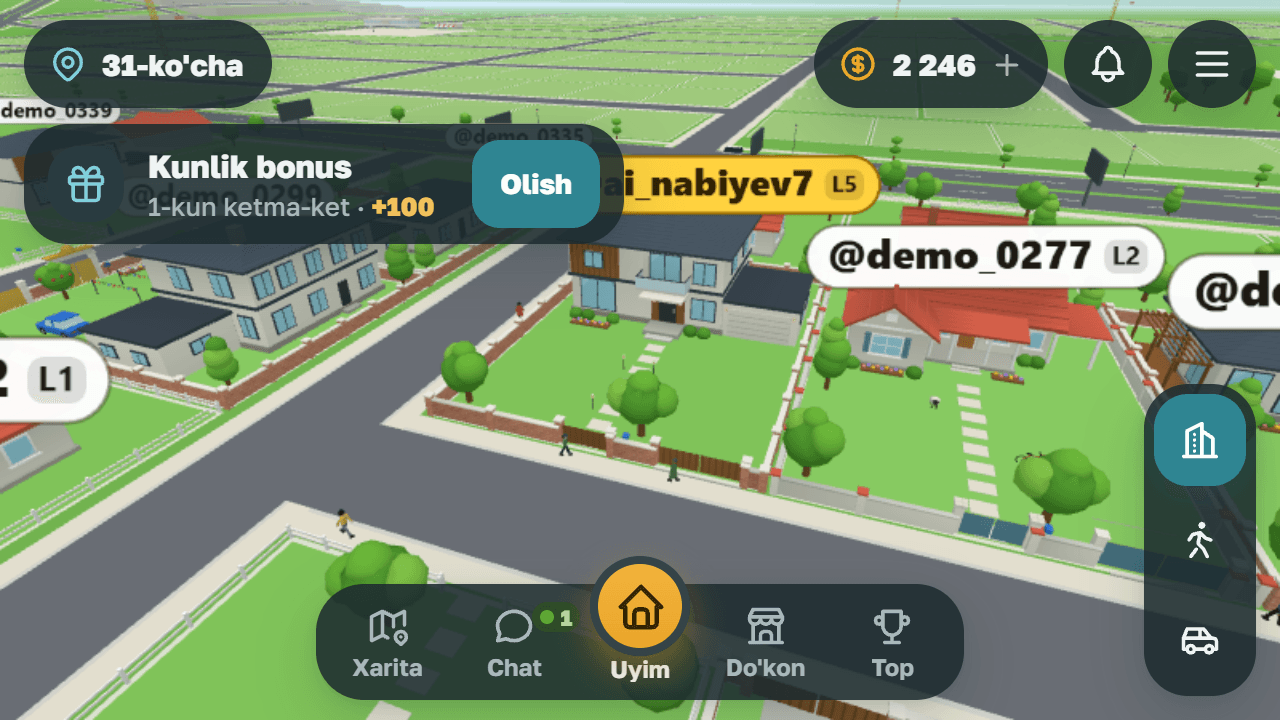 31-ko'cha
2 246
demo_0339
@demo_0335
Kunlik bonus
@demo_0299
1-kun ketma-ket · +100
Olish
ai_nabiyev7 L5
@demo_0277 L2
L1
Xarita
Chat
1
Uyim
Do'kon
Top